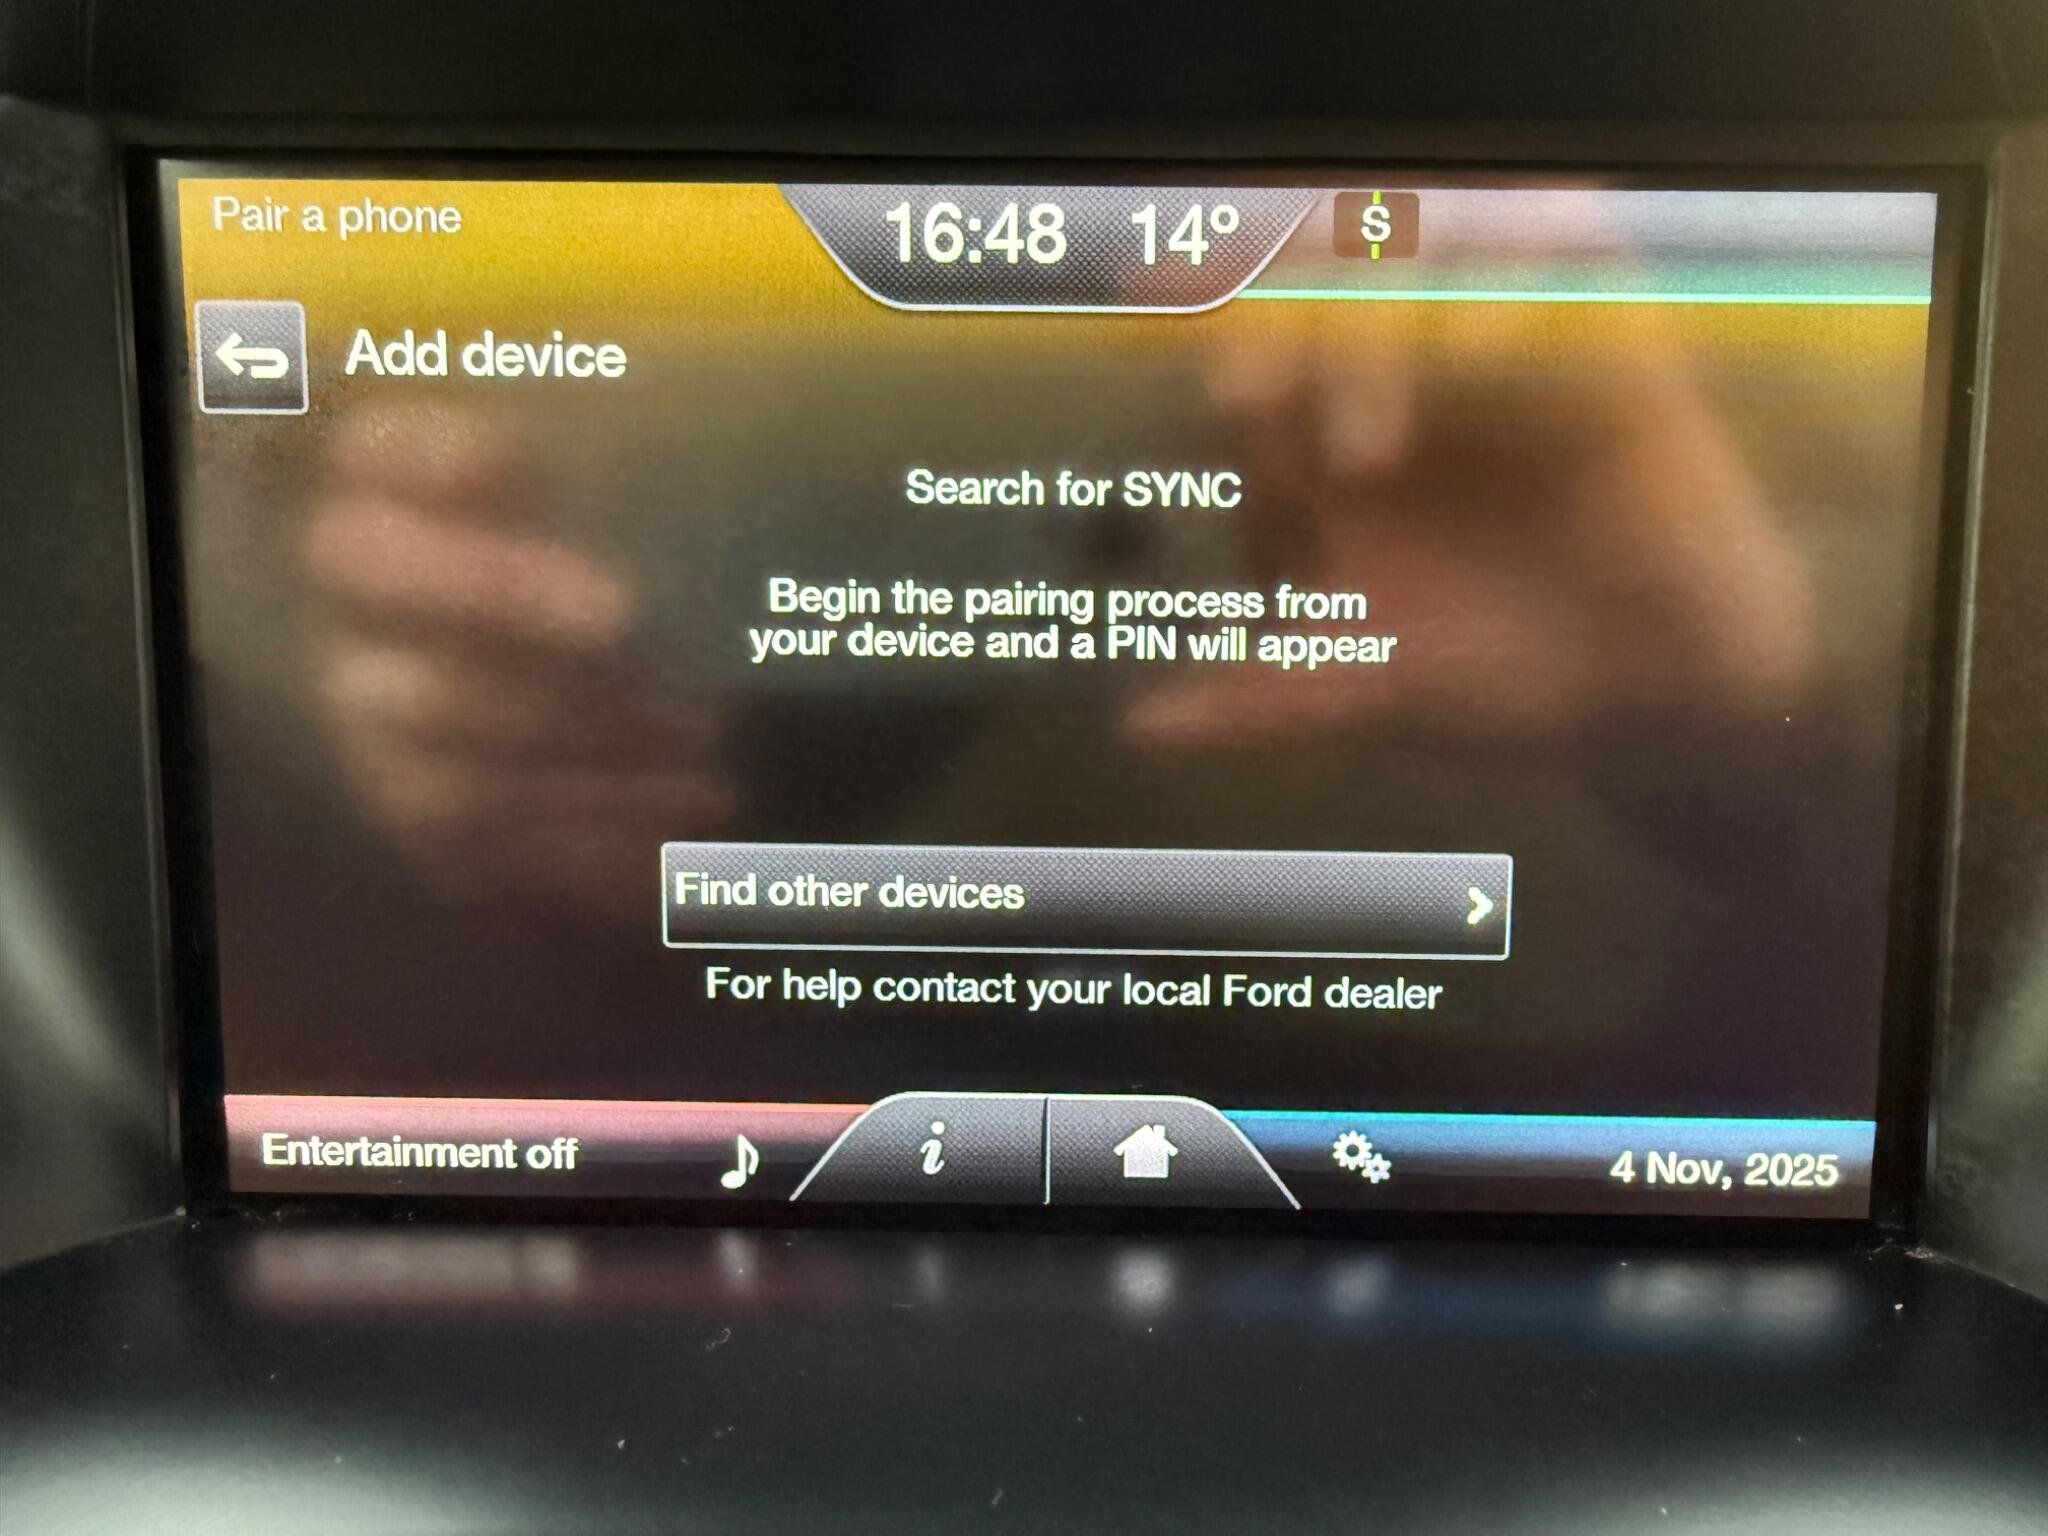 Pair a phone
16:48 14°
S
Add device
Search for SYNC
Begin the pairing process from
your device and a PIN will appear
Find other devices
For help contact your local Ford dealer
Entertainment off
i
4 Nov, 2025